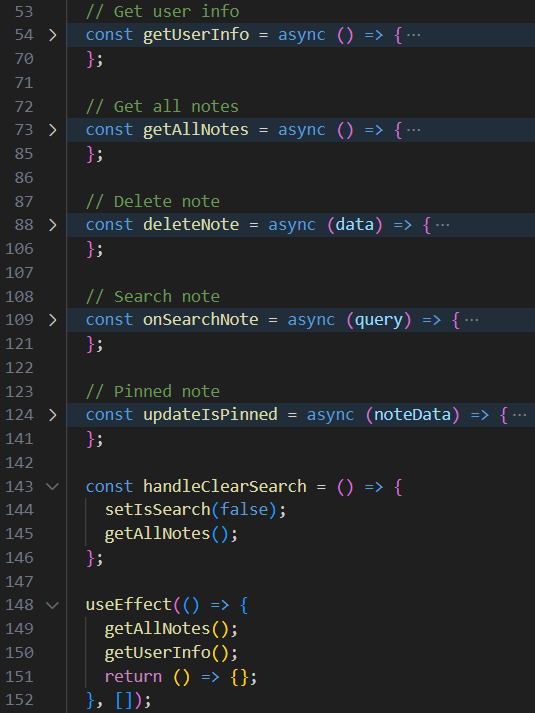 53 // Get user info
54 > const getUserInfo = async () => { ···
70 };
71
72 // Get all notes
73 > const getAllNotes = async () => { ···
85 };
86
87 // Delete note
88 > const deleteNote = async (data) => { ···
106 };
107
108 // Search note
109 > const onSearchNote = async (query) => { ···
121 };
122
123 // Pinned note
124 > const updateIsPinned = async (noteData) => { ···
141 };
142
143 const handleClearSearch = () => {
144 setIsSearch(false);
145 getAllNotes();
146 };
147
148 useEffect(() => {
149 getAllNotes();
150 getUserInfo();
151 return () => {};
152 }, []);